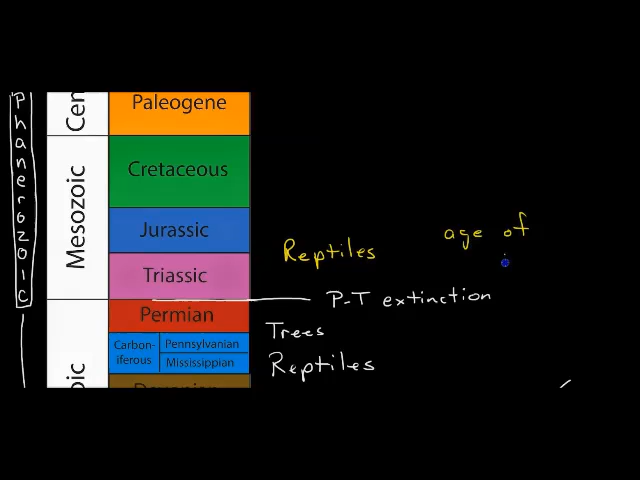 Phanerozoic
Cen
Paleogene
Mesozoic
Cretaceous
Jurassic
Triassic
Reptiles
age of
P-T extinction
Permian
Trees
Carbon-
iferous
Pennsylvanian
Mississippian
Reptiles
oic
Devonian